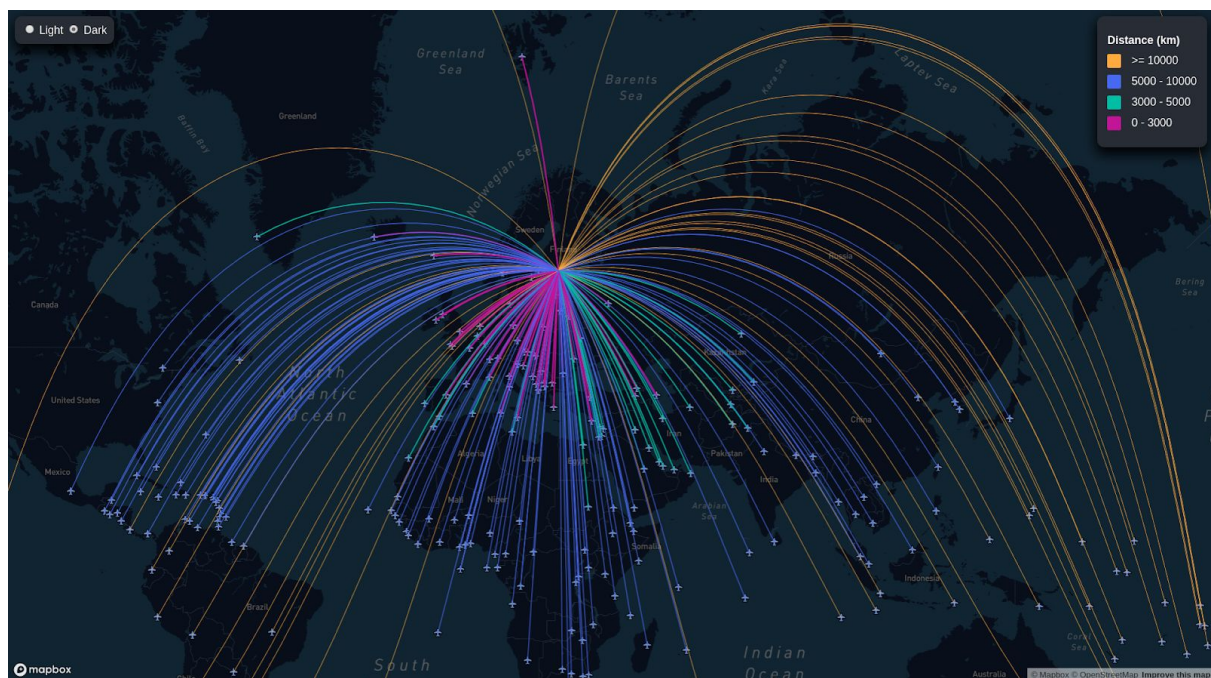 Light Dark
Distance (km)
>= 10000
5000 - 10000
3000 - 5000
0 - 3000
Greenland
Sea
Barents
Sea
Kara Sea
Laptev Sea
Greenland
Baffin Bay
Norwegian Sea
Sweden
Russia
Bering
Sea
Canada
Kazakhstan
United States
North
Atlantic
Ocean
China
Iran
Algeria
Libya
Egypt
Pakistan
Mexico
India
Mali
Niger
Arabian
Sea
Somalia
Indonesia
Brazil
Coral
Sea
South
Indian
Ocean
Australia
mapbox
© Mapbox © OpenStreetMap Improve this map